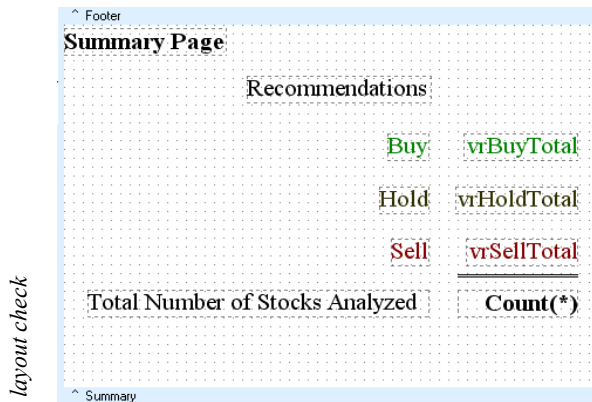 ^ Footer
Summary Page
Recommendations
Buy vrBuyTotal
Hold vrHoldTotal
Sell vrSellTotal
Total Number of Stocks Analyzed Count(*)
^ Summary
layout check